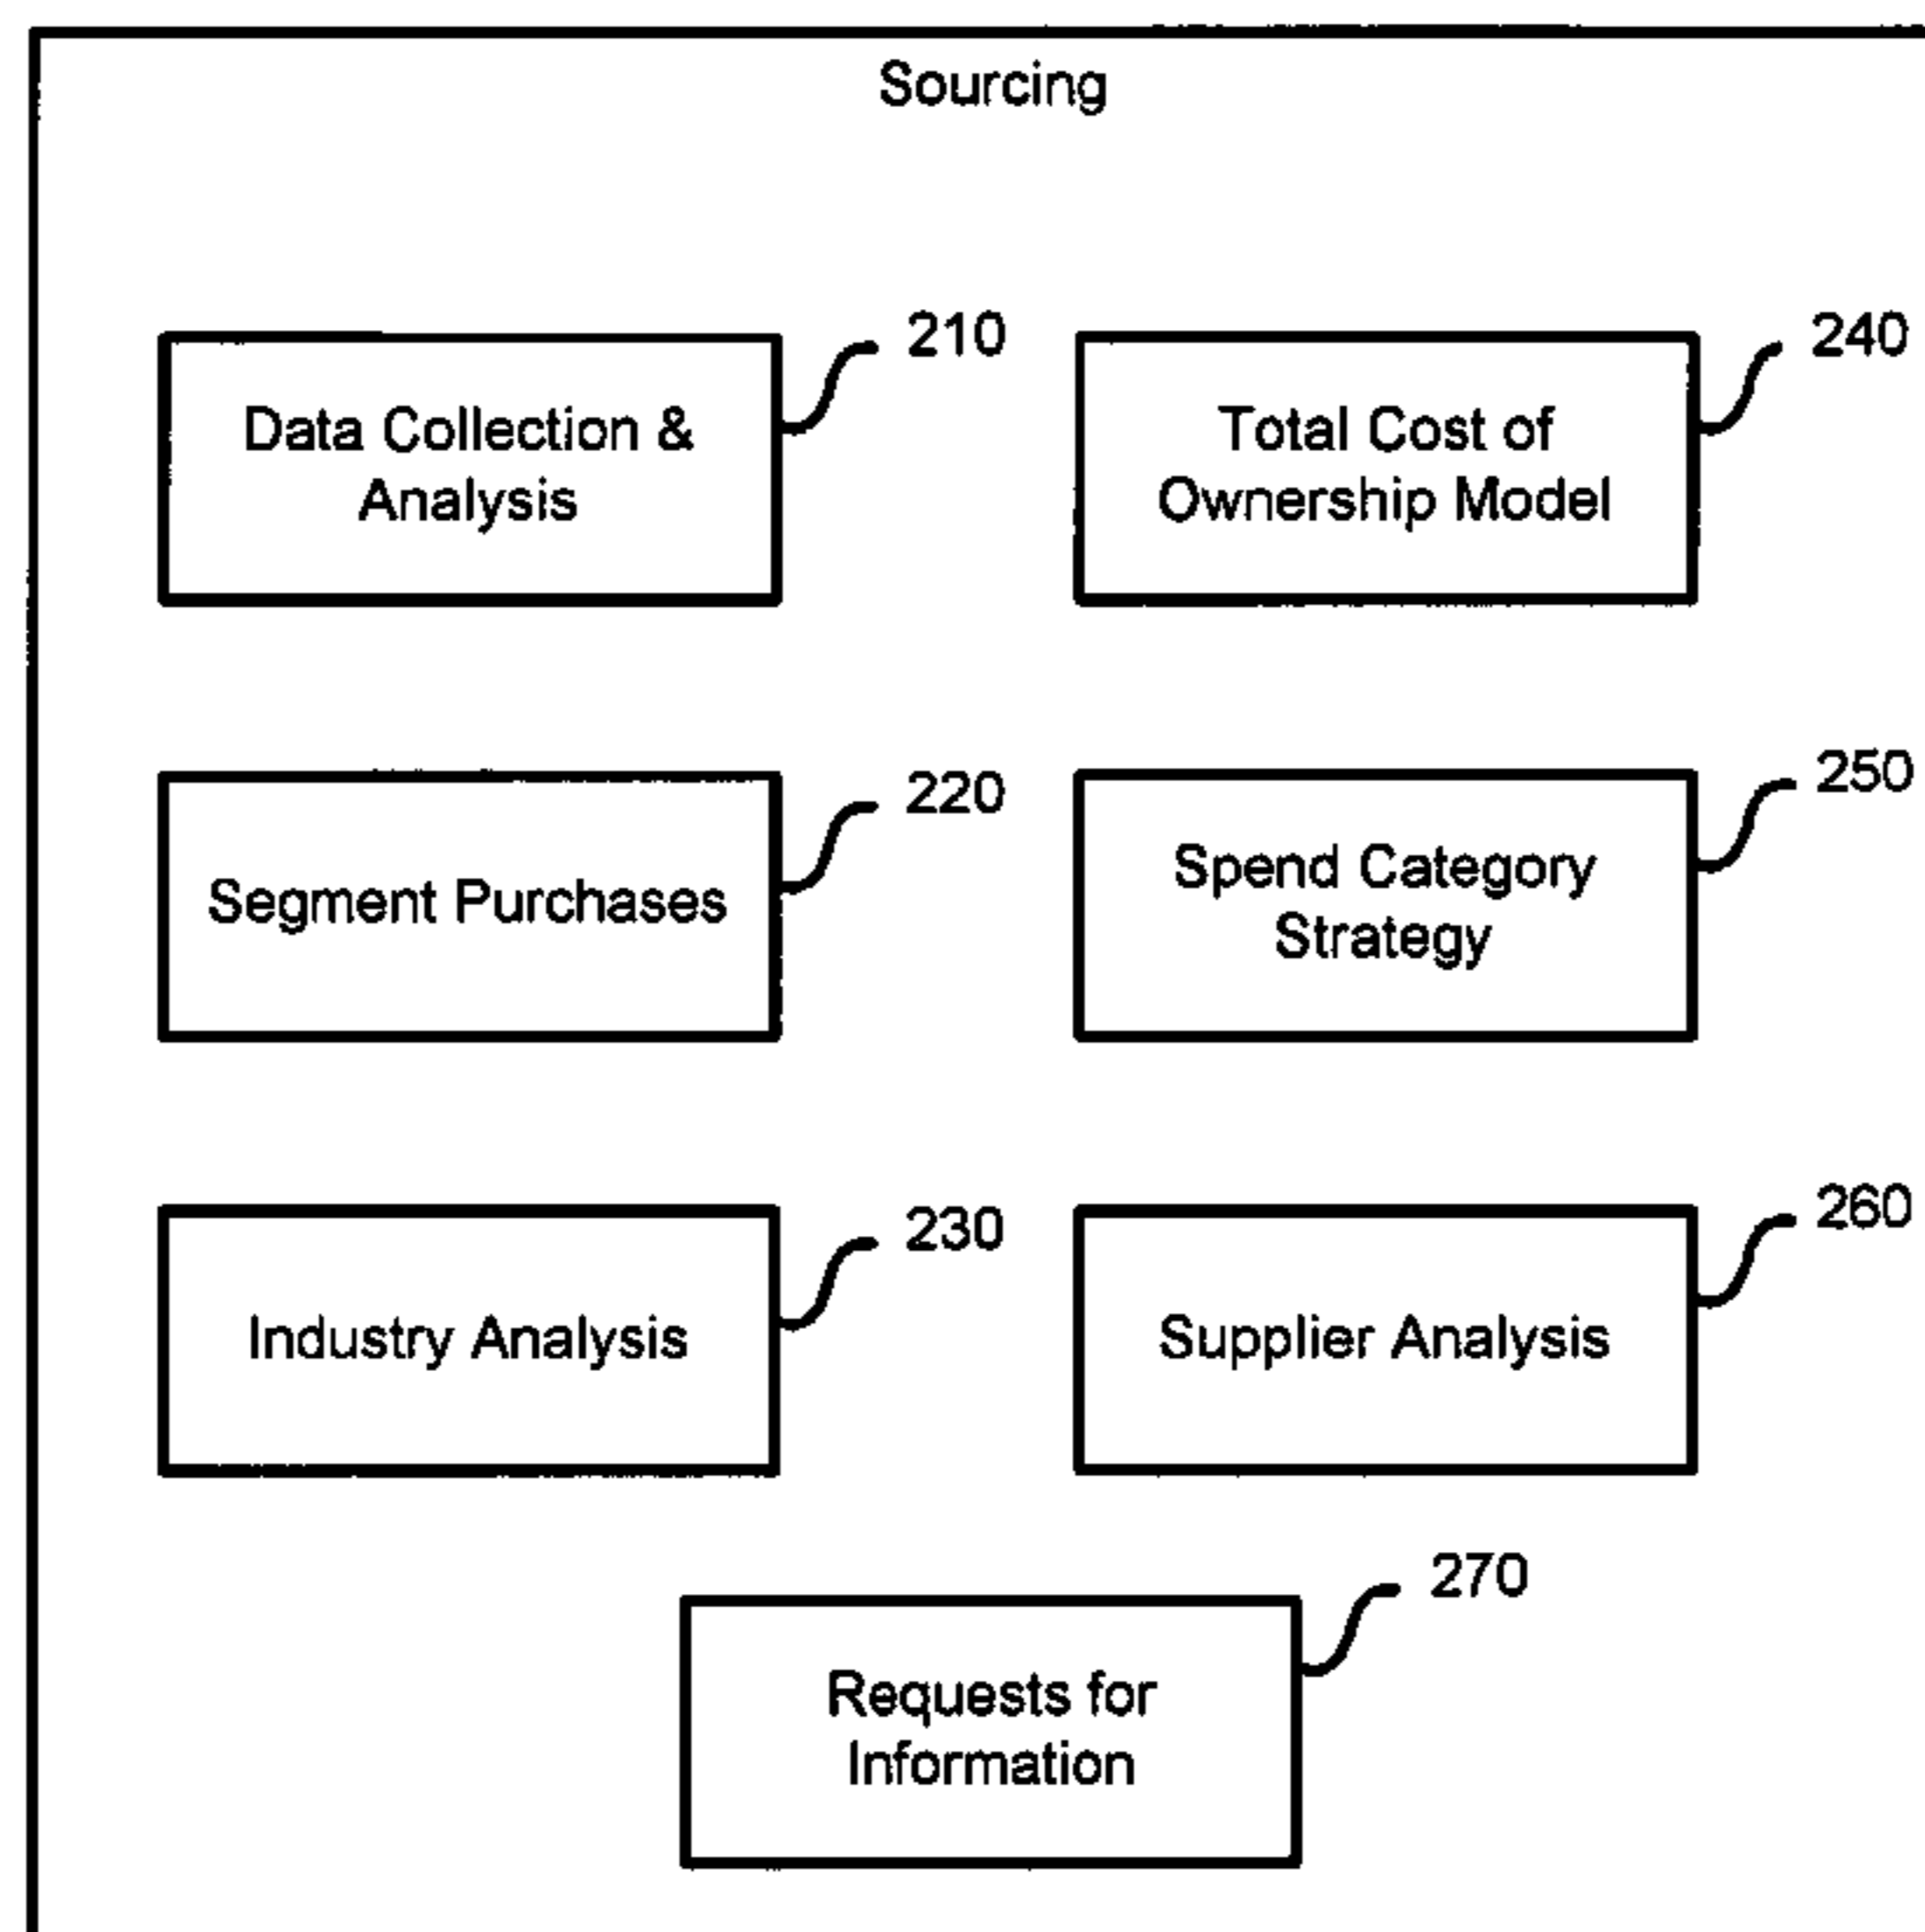 Sourcing
210
Data Collection &
Analysis
240
Total Cost of
Ownership Model
220
Segment Purchases
250
Spend Category
Strategy
230
Industry Analysis
260
Supplier Analysis
270
Requests for
Information